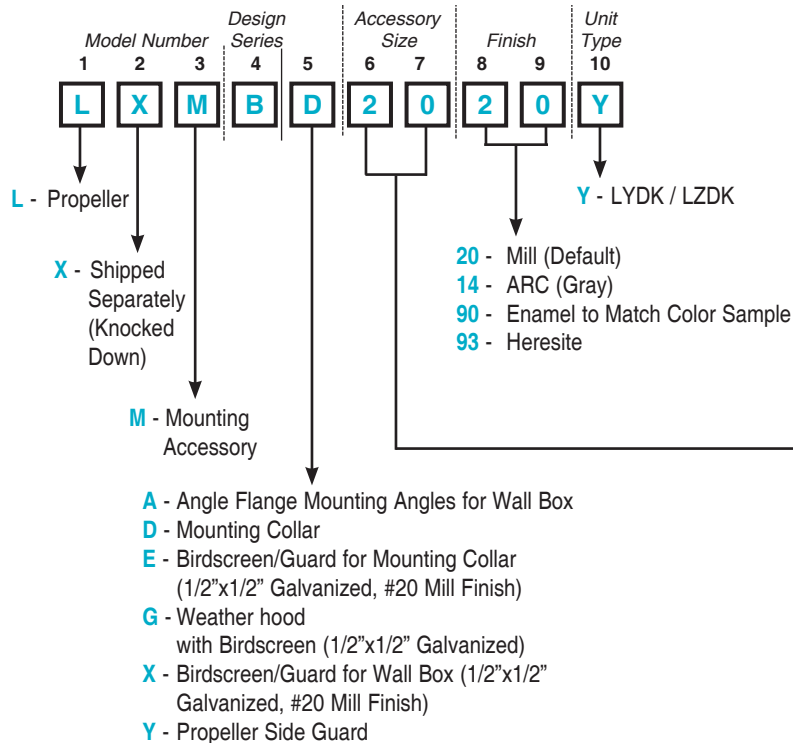 Model Number Design Series Accessory Size Finish Unit Type
1 2 3 4 5 6 7 8 9 10
L X M B D 2 0 2 0 Y
L - Propeller
Y - LYDK / LZDK
X - Shipped
Separately
(Knocked
Down)
20 - Mill (Default)
14 - ARC (Gray)
90 - Enamel to Match Color Sample
93 - Heresite
M - Mounting
Accessory
A - Angle Flange Mounting Angles for Wall Box
D - Mounting Collar
E - Birdscreen/Guard for Mounting Collar
(1/2”x1/2” Galvanized, #20 Mill Finish)
G - Weather hood
with Birdscreen (1/2”x1/2” Galvanized)
X - Birdscreen/Guard for Wall Box (1/2”x1/2”
Galvanized, #20 Mill Finish)
Y - Propeller Side Guard